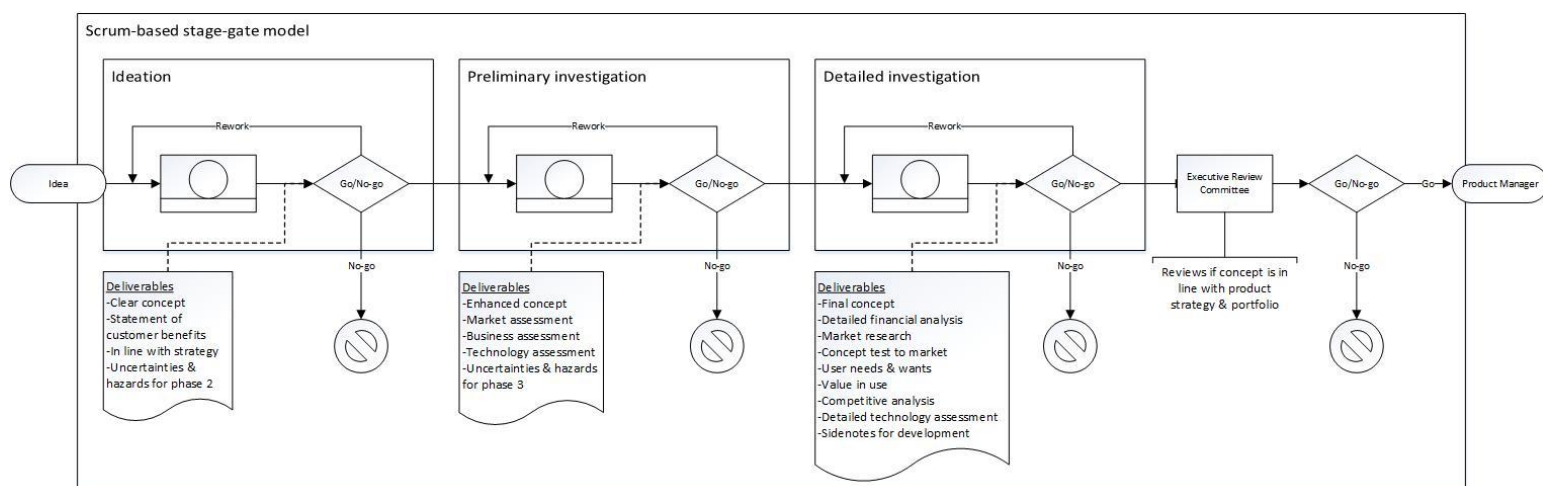 Scrum-based stage-gate model
Ideation
Rework
Idea
Go/No-go
No-go
Deliverables
-Clear concept
-Statement of
customer benefits
-In line with strategy
-Uncertainties &
hazards for phase 2
Preliminary investigation
Rework
Go/No-go
No-go
Deliverables
-Enhanced concept
-Market assessment
-Business assessment
-Technology assessment
-Uncertainties & hazards
for phase 3
Detailed investigation
Rework
Go/No-go
No-go
Deliverables
-Final concept
-Detailed financial analysis
-Market research
-Concept test to market
-User needs & wants
-Value in use
-Competitive analysis
-Detailed technology assessment
-Sidenotes for development
Executive Review
Committee
Reviews if concept is in
line with product
strategy & portfolio
Go/No-go
Go
No-go
Product Manager